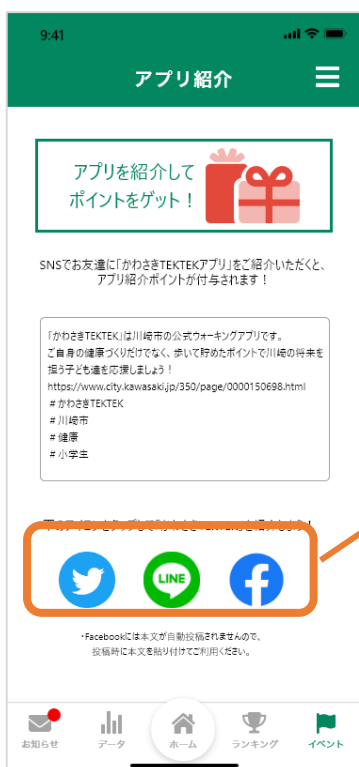 9:41
アプリ紹介
アプリを紹介して
ポイントをゲット！
SNSでお友達に「かわさきTEKTEKアプリ」をご紹介いただくと、
アプリ紹介ポイントが付与されます！
「かわさきTEKTEK」は川崎市の公式ウォーキングアプリです。
ご自身の健康づくりだけでなく、歩いて貯めたポイントで川崎の将来を
担う子ども達を応援しましょう！
https://www.city.kawasaki.jp/350/page/0000150698.html
#かわさきTEKTEK
#川崎市
#健康
#小学生
LINE
・Facebookには本文が自動投稿されませんので、
投稿時に本文を貼り付けてご利用ください。
お知らせ
データ
ホーム
ランキング
イベント